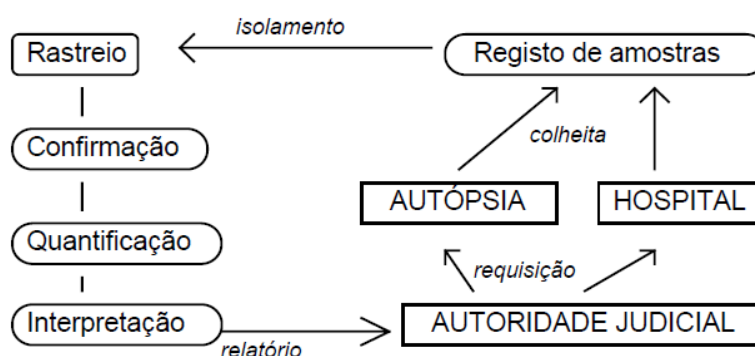 isolamento
Rastreio
Registo de amostras
Confirmação
colheita
AUTÓPSIA
HOSPITAL
Quantificação
requisição
Interpretação
AUTORIDADE JUDICIAL
relatório